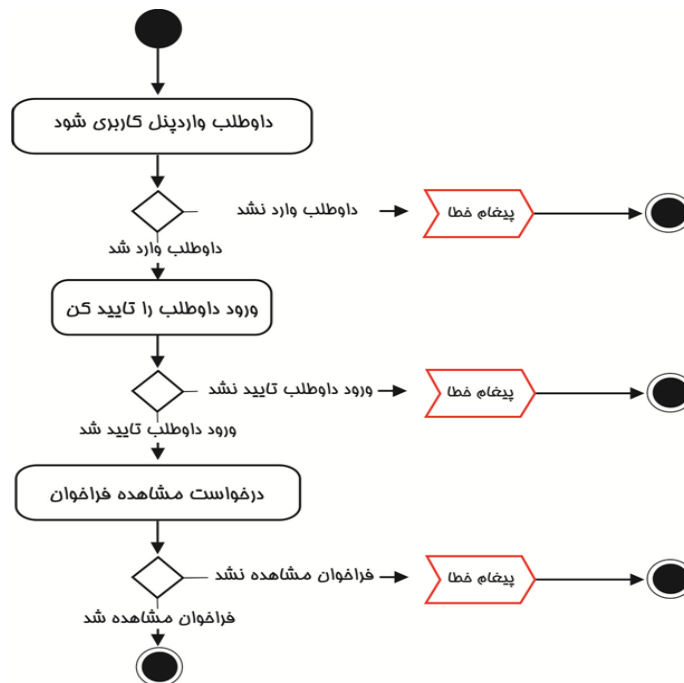 داوطلب واردپنل کاربری شود
داوطلب وارد نشد
پیغام خطا
داوطلب وارد شد
ورود داوطلب را تایید کن
ورود داوطلب تایید نشد
پیغام خطا
ورود داوطلب تایید شد
درخواست مشاهده فراخوان
فراخوان مشاهده نشد
پیغام خطا
فراخوان مشاهده شد